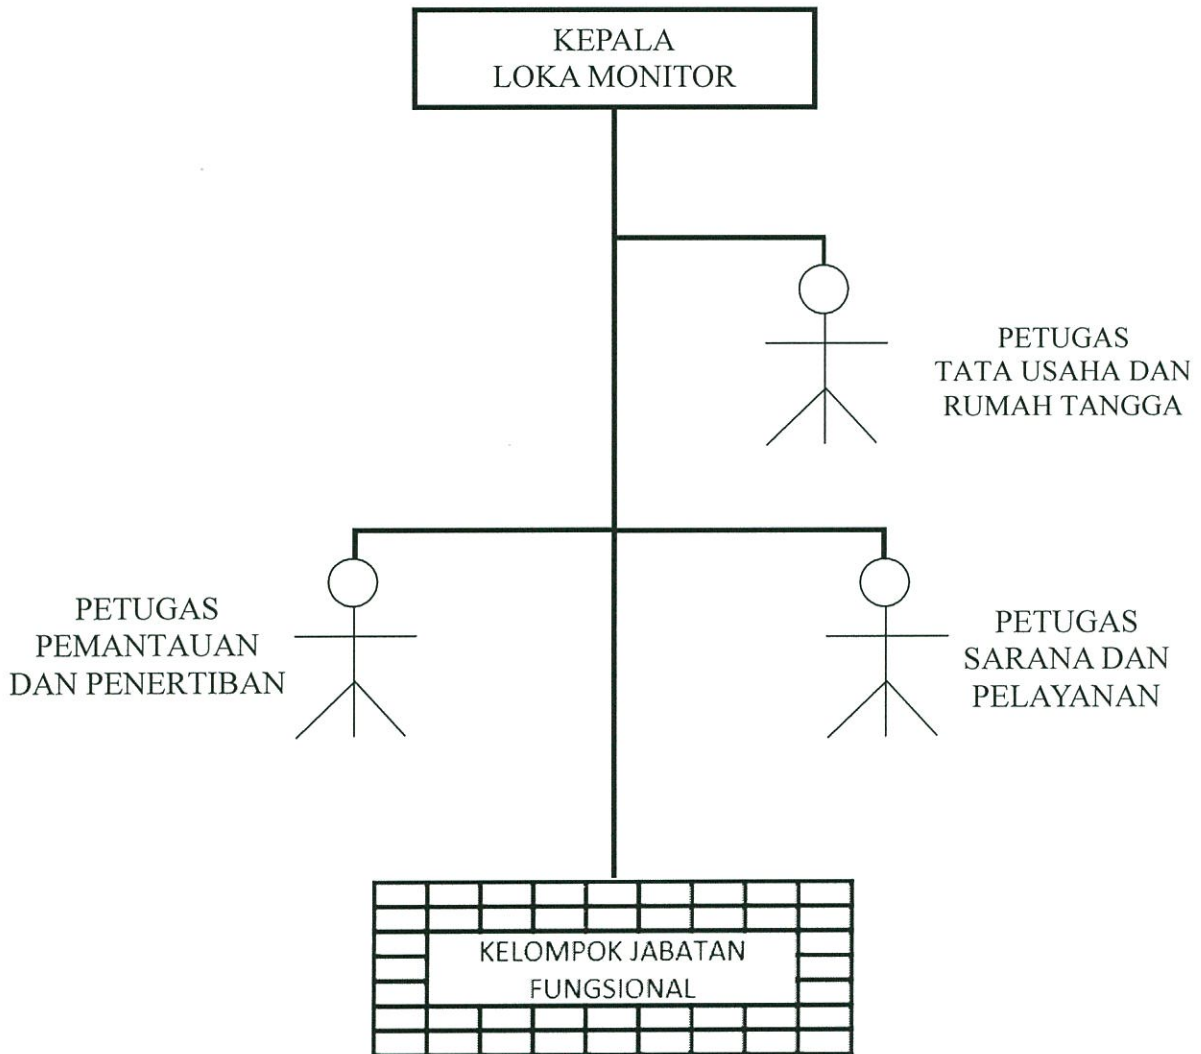 KEPALA
LOKA MONITOR
PETUGAS
TATA USAHA DAN
RUMAH TANGGA
PETUGAS
PEMANTAUAN
DAN PENERTIBAN
PETUGAS
SARANA DAN
PELAYANAN
KELOMPOK JABATAN
FUNGSIONAL